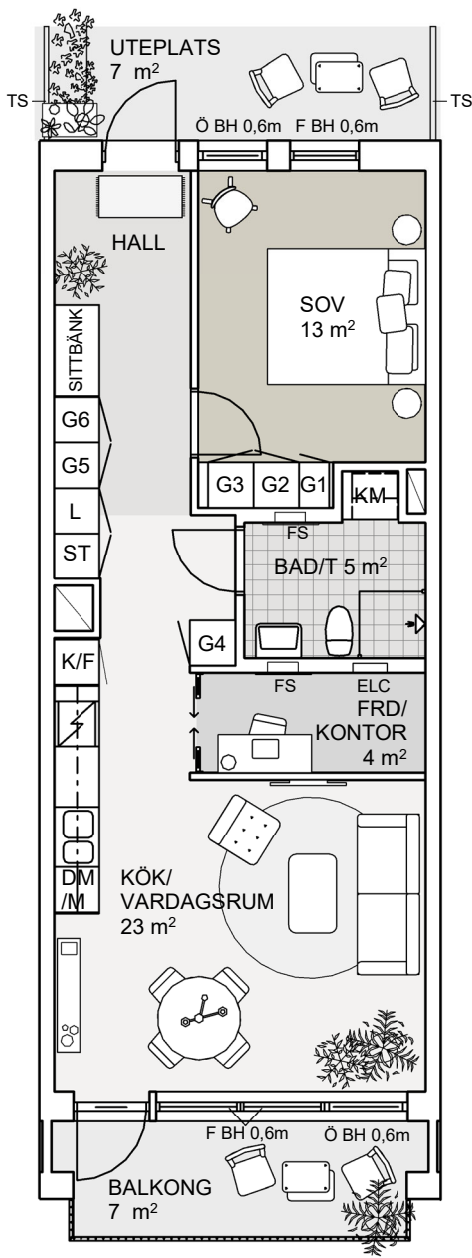 UTEPLATS
7 m²
TS
TS
Ö BH 0,6m F BH 0,6m
HALL
SOV
13 m²
SITTBÄNK
G6
G5
L
ST
G3 G2 G1
KM
FS
BAD/T 5 m²
G4
K/F
FS
ELC
FRD/
KONTOR
4 m²
DM
/M
KÖK/
VARDAGSRUM
23 m²
F BH 0,6m
Ö BH 0,6m
BALKONG
7 m²